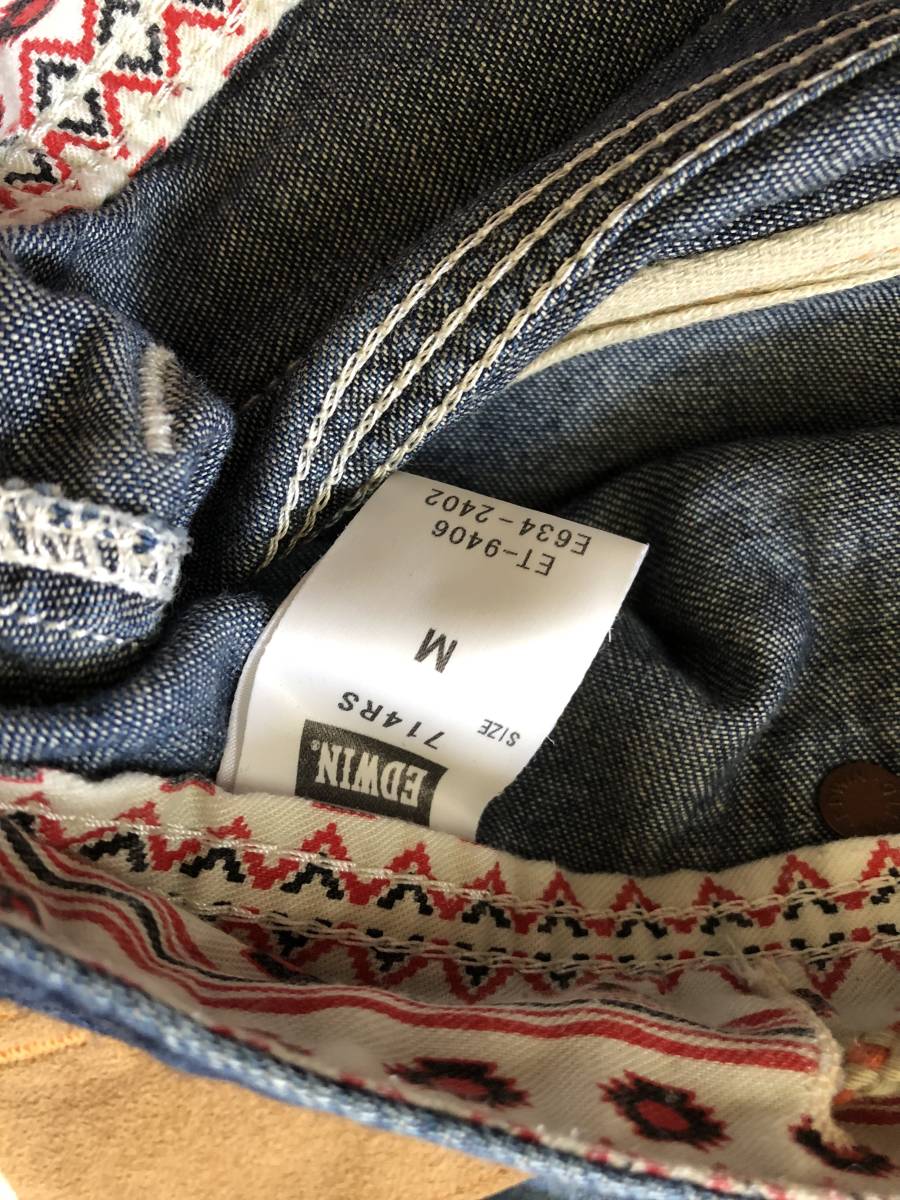 EDWIN®
714RS
SIZE
M
ET-9406
E634-2402